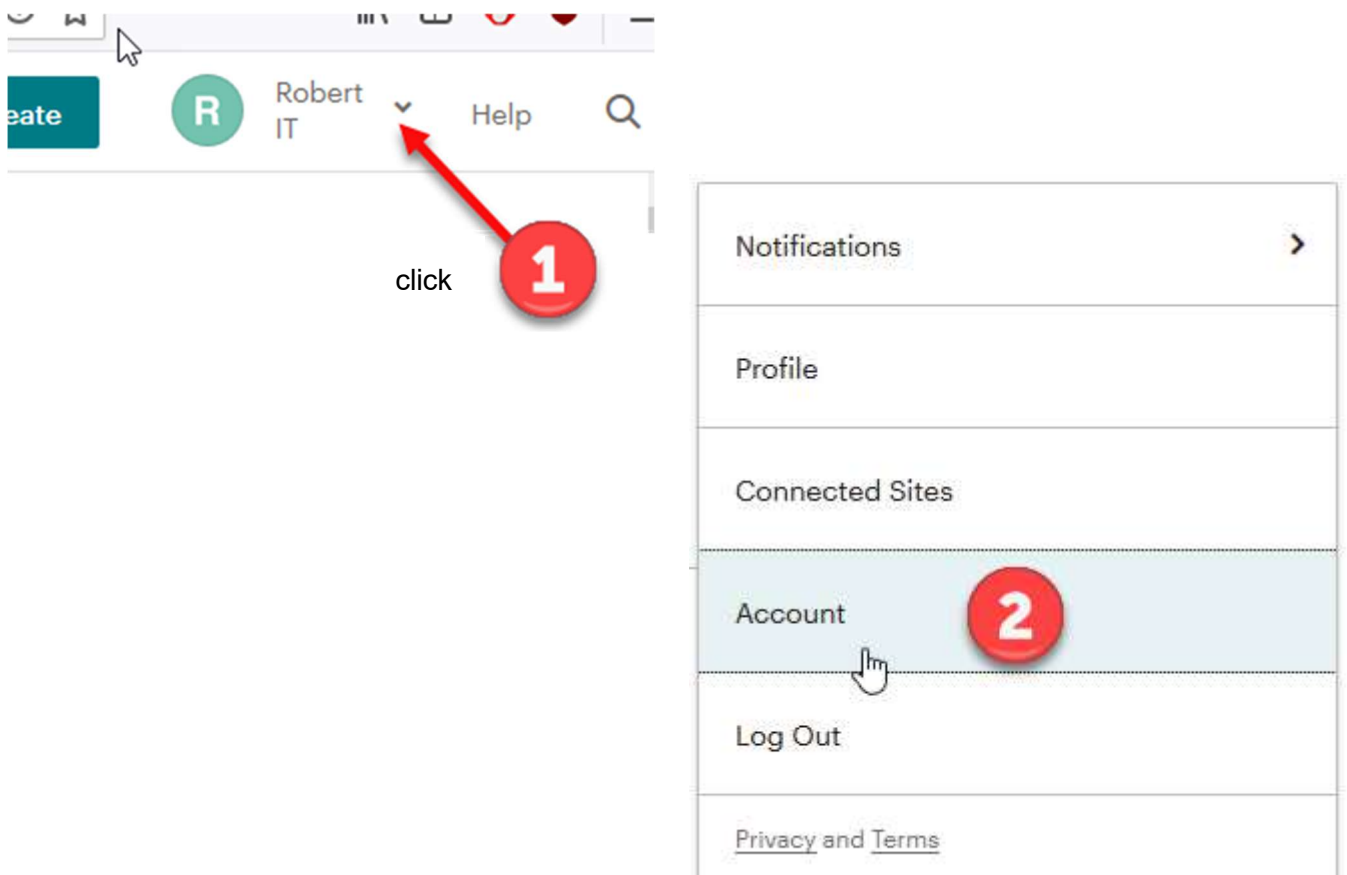 eate
R
Robert
IT
Help
click
1
Notifications
Profile
Connected Sites
Account
2
Log Out
Privacy and Terms